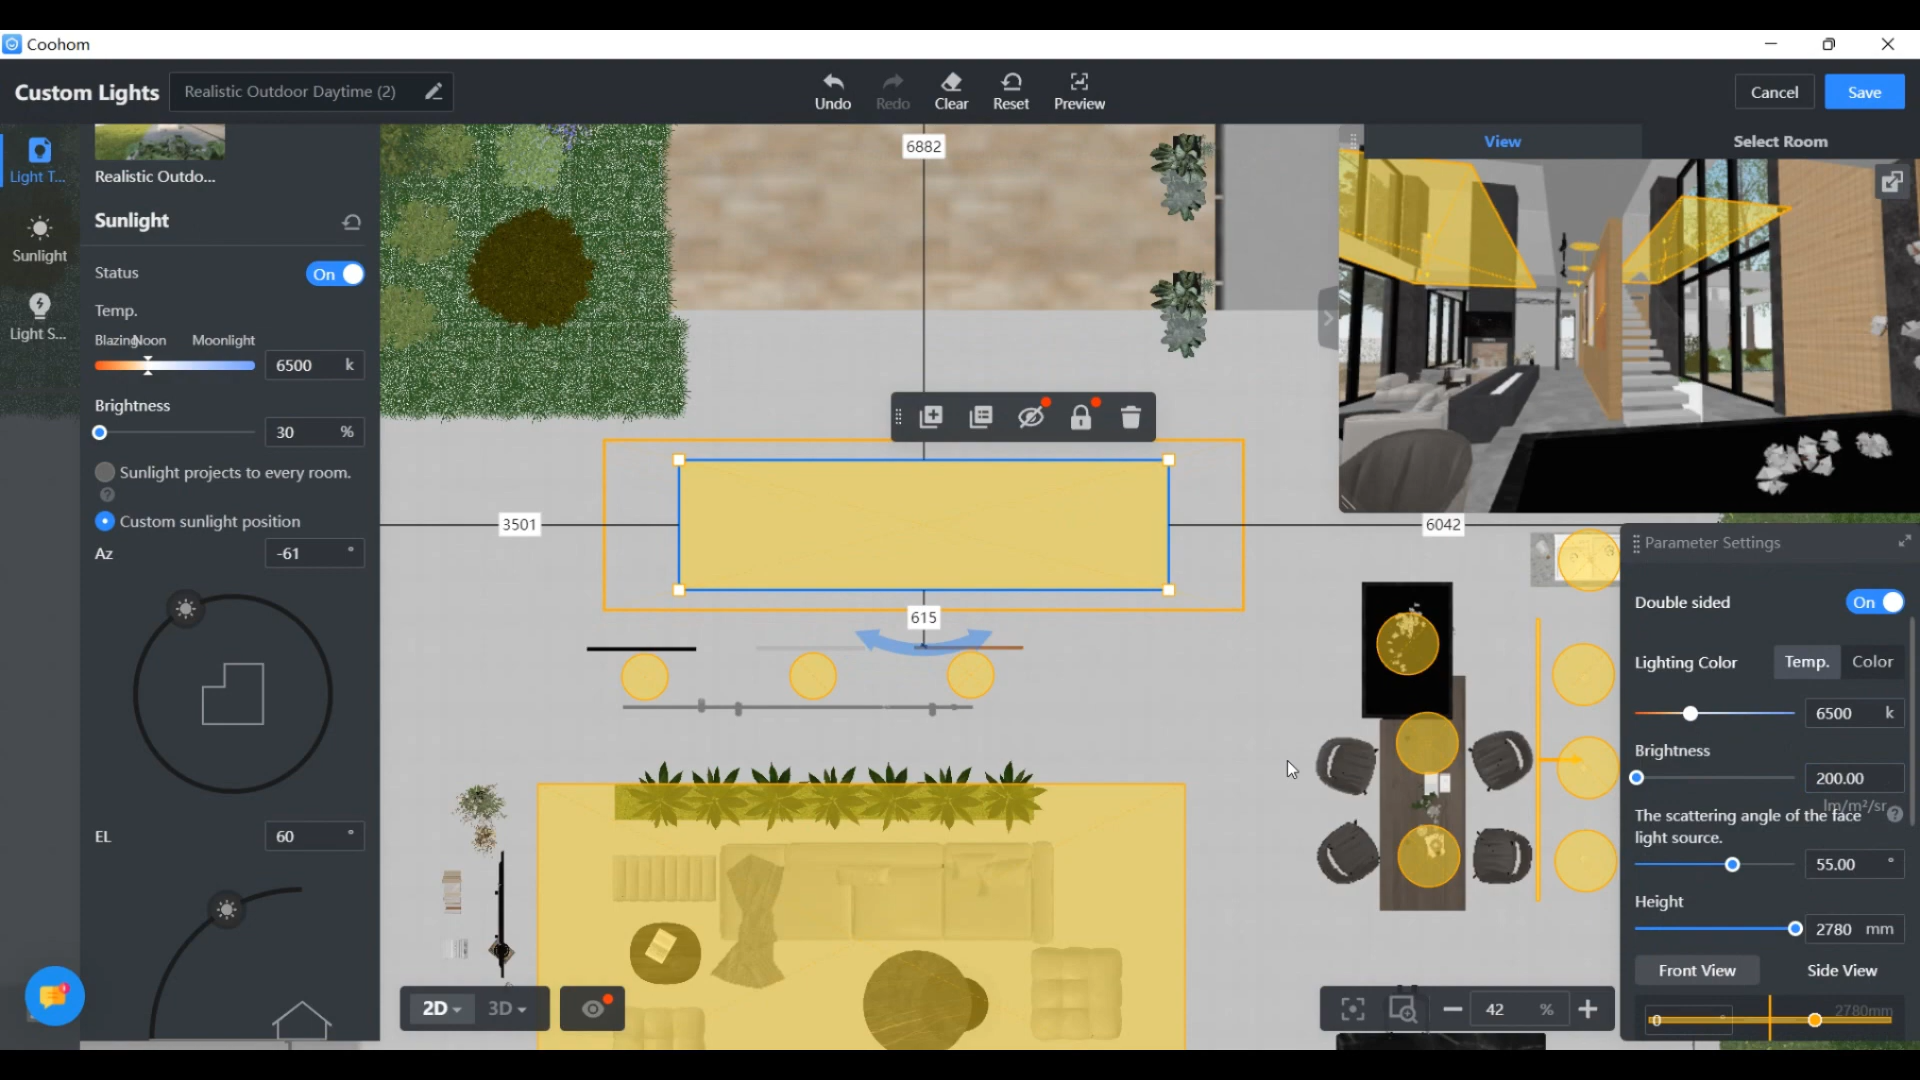 Coohom
Custom Lights
Realistic Outdoor Daytime (2)
Undo
Redo
Clear
Reset
Preview
Cancel
Save
Light T...
Sunlight
Light S...
Realistic Outdo...
Sunlight
Status
On
Temp.
Noon
Moonlight
6500 k
Brightness
30 %
Sunlight projects to every room.
Custom sunlight position
Az
-61 °
EL
60 °
6882
3501
6042
615
View
Select Room
Parameter Settings
Double sided
On
Lighting Color
Temp.
Color
6500 k
Brightness
200.00
lm/m²/sr
The scattering angle of the face
light source.
55.00 °
Height
2780 mm
Front View
Side View
2780mm
0 °
2D
3D
42 %